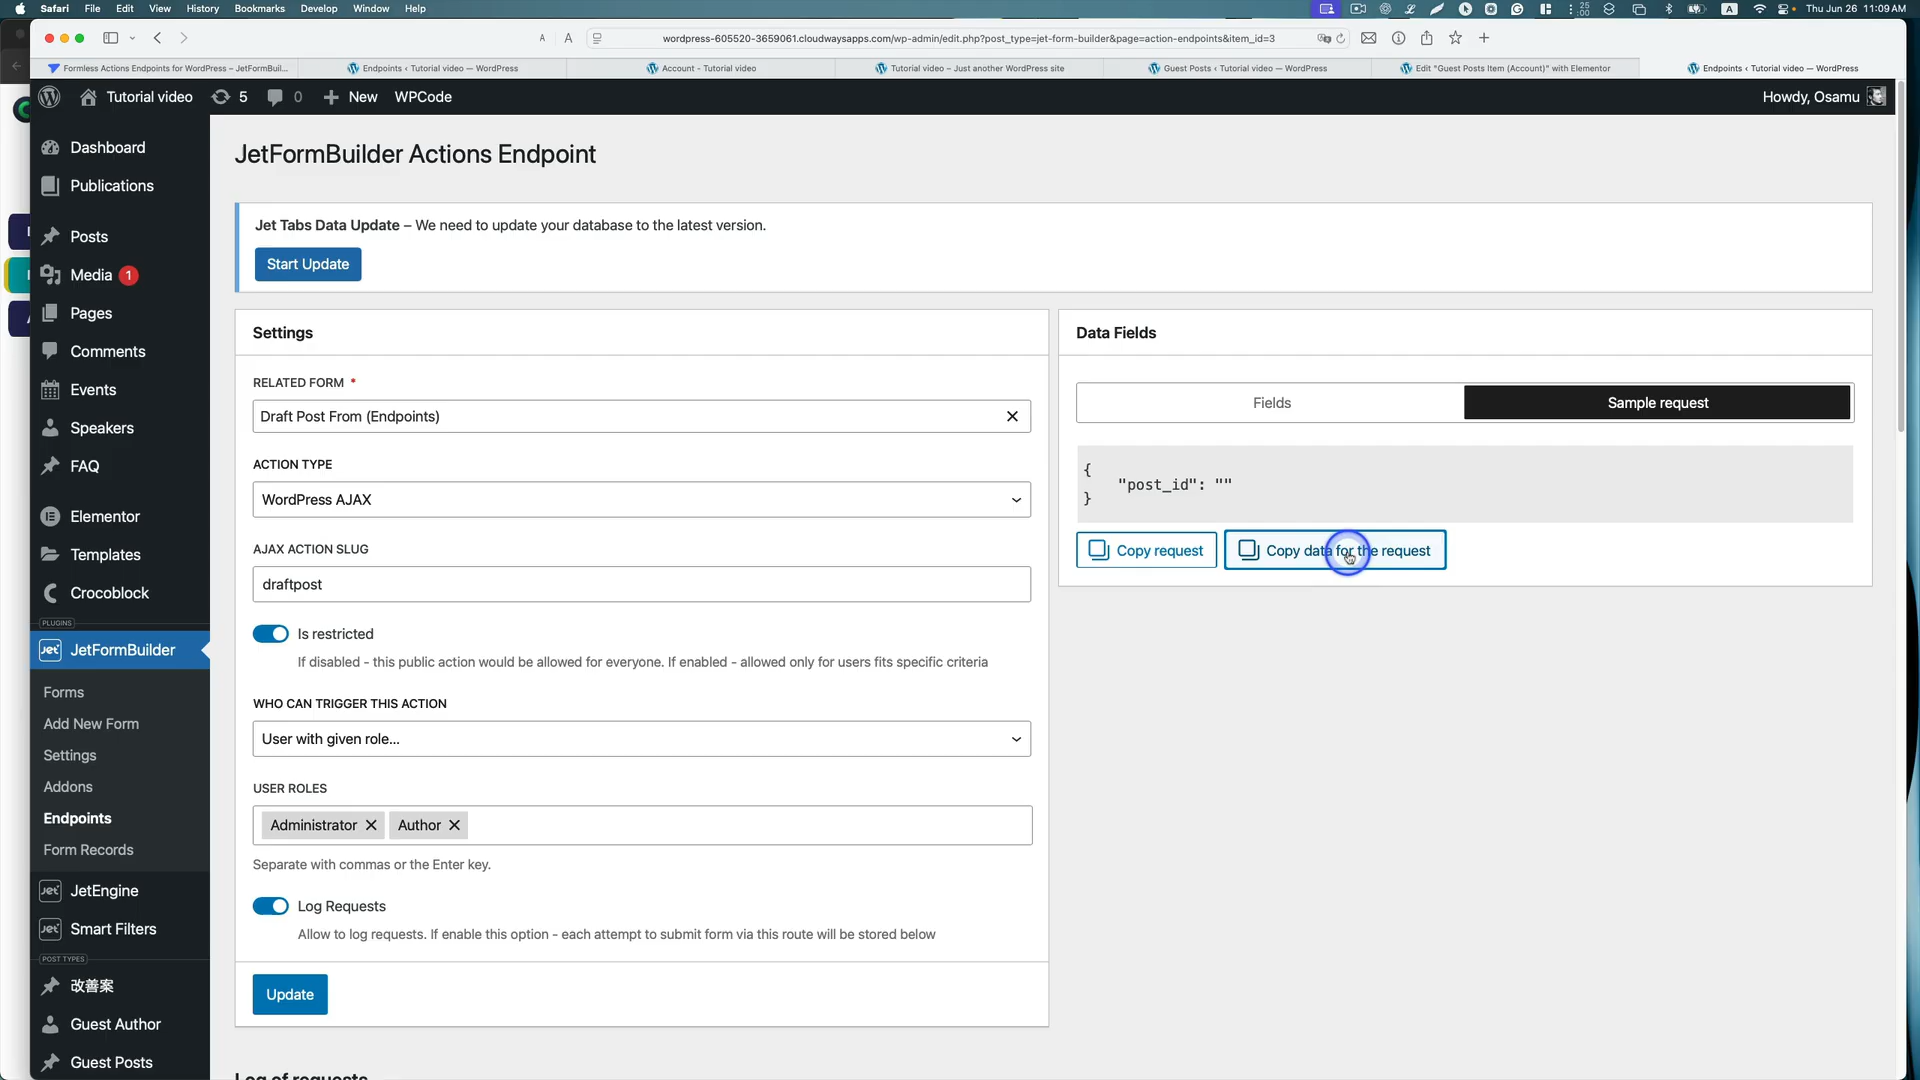 Safari File Edit View History Bookmarks Develop Window Help
25
00
A
Thu Jun 26 11:09 AM
A A
wordpress-605520-3659061.cloudwaysapps.com/wp-admin/edit.php?post_type=jet-form-builder&page=action-endpoints&item_id=3
Formless Actions Endpoints for WordPress – JetFormBuil...
Endpoints ‹ Tutorial video — WordPress
Account - Tutorial video
Tutorial video – Just another WordPress site
Guest Posts ‹ Tutorial video — WordPress
Edit "Guest Posts Item (Account)" with Elementor
Endpoints ‹ Tutorial video — WordPress
Tutorial video 5 0 New WPCode
Howdy, Osamu
Dashboard
Publications
Posts
Media 1
Pages
Comments
Events
Speakers
FAQ
Elementor
Templates
Crocoblock
PLUGINS
Jet JetFormBuilder
Forms
Add New Form
Settings
Addons
Endpoints
Form Records
Jet JetEngine
Jet Smart Filters
POST TYPES
改善案
Guest Author
Guest Posts
JetFormBuilder Actions Endpoint
Jet Tabs Data Update – We need to update your database to the latest version.
Start Update
Settings
RELATED FORM *
Draft Post From (Endpoints)
ACTION TYPE
WordPress AJAX
AJAX ACTION SLUG
draftpost
Is restricted
If disabled - this public action would be allowed for everyone. If enabled - allowed only for users fits specific criteria
WHO CAN TRIGGER THIS ACTION
User with given role...
USER ROLES
Administrator Author
Separate with commas or the Enter key.
Log Requests
Allow to log requests. If enable this option - each attempt to submit form via this route will be stored below
Update
Log of requests
Data Fields
Fields
Sample request
{
"post_id": ""
}
Copy request
Copy data for the request